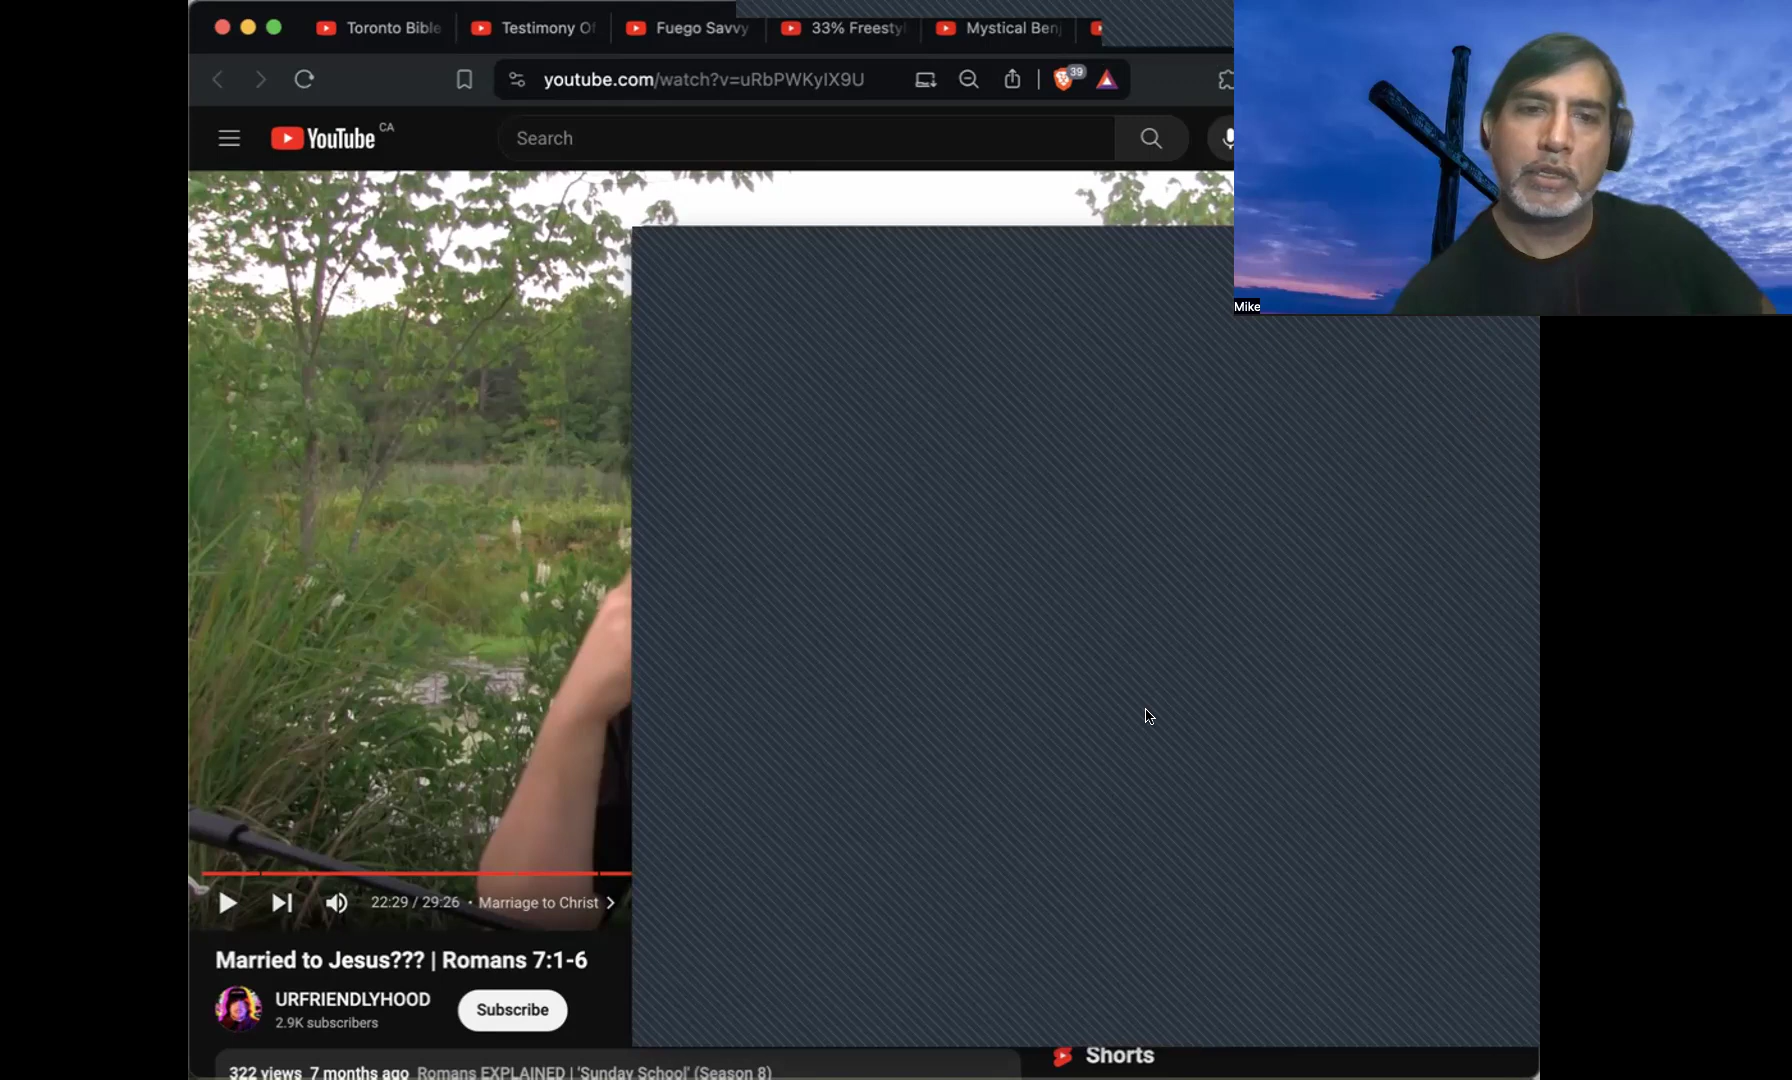 Toronto Bible
Testimony Of
Fuego Savvy
33% Freestyl
Mystical Benj
youtube.com/watch?v=uRbPWKyIX9U
39
YouTube CA
Search
Mike
22:29 / 29:26 • Marriage to Christ
Married to Jesus??? | Romans 7:1-6
URFRIENDLYHOOD
2.9K subscribers
Subscribe
Shorts
322 views 7 months ago Romans EXPLAINED | 'Sunday School' (Season 8)